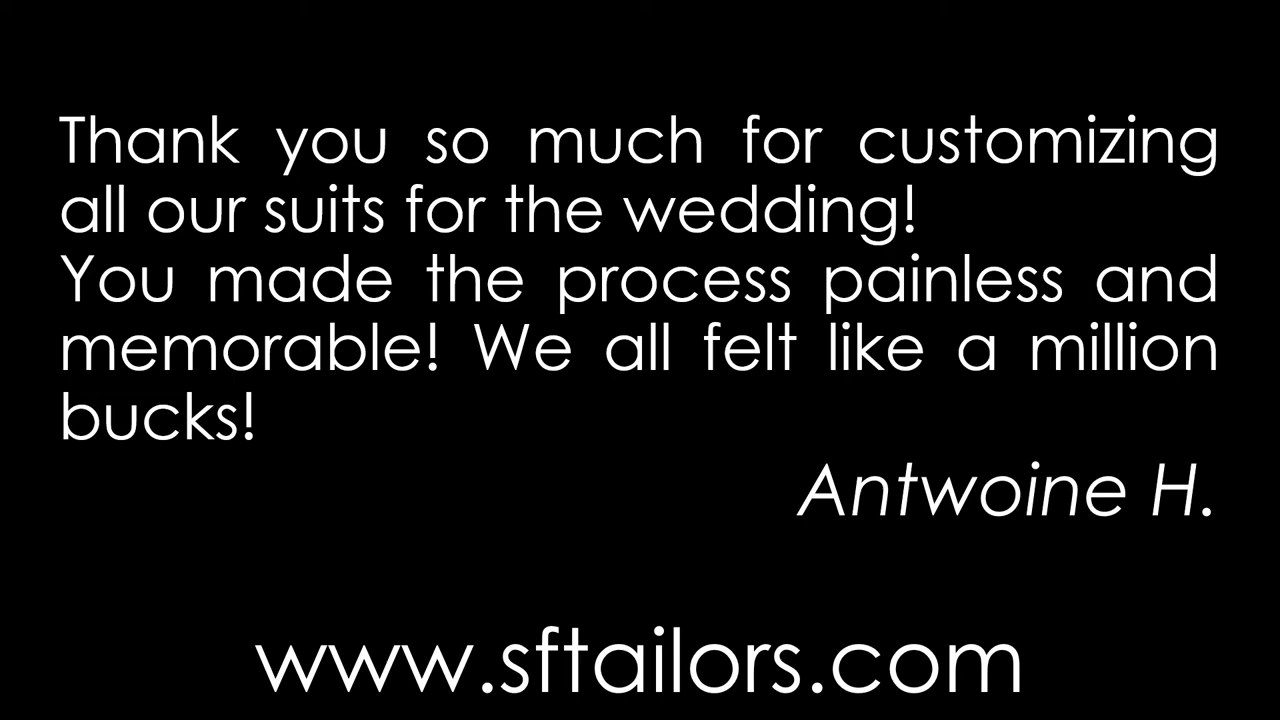 Thank you so much for customizing
all our suits for the wedding!
You made the process painless and
memorable! We all felt like a million
bucks!
Antwoine H.
www.sftailors.com